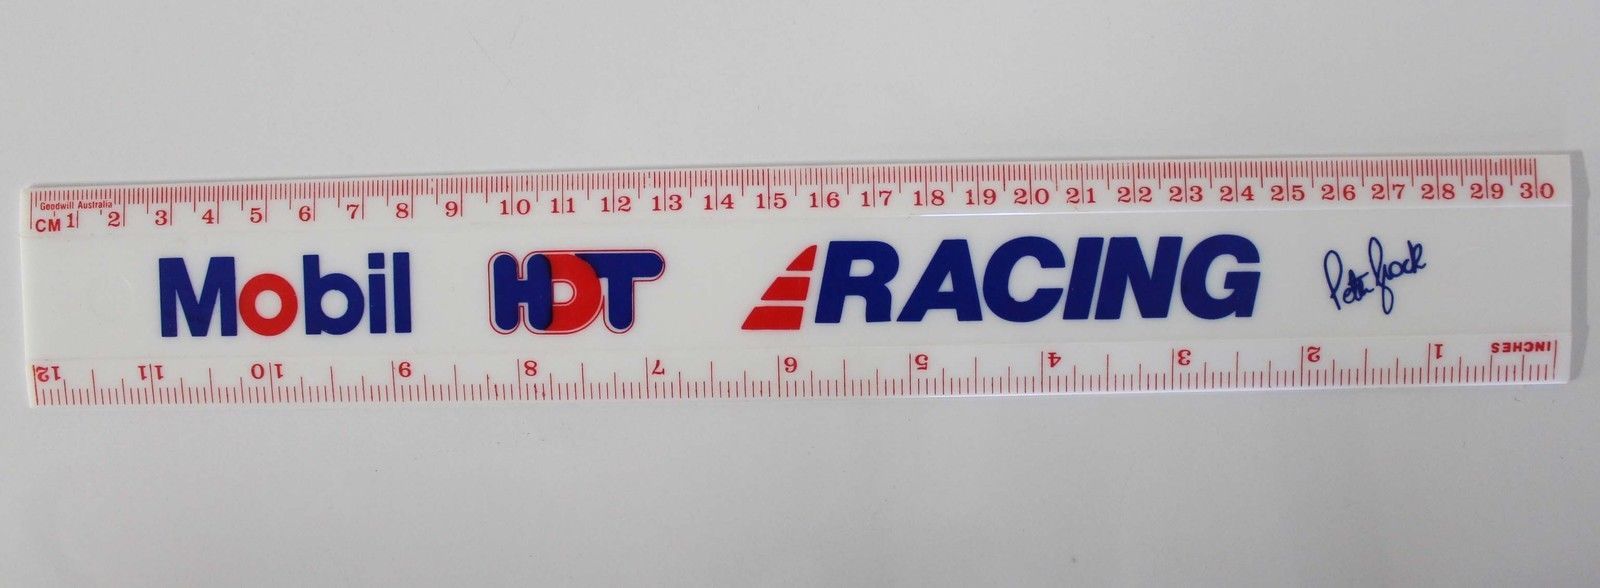 Goodwill Australia
CM 1 2 3 4 5 6 7 8 9 10 11 12 13 14 15 16 17 18 19 20 21 22 23 24 25 26 27 28 29 30
Mobil HDT RACING Peter Brock
12 11 10 9 8 7 6 5 4 3 2 1 INCHES